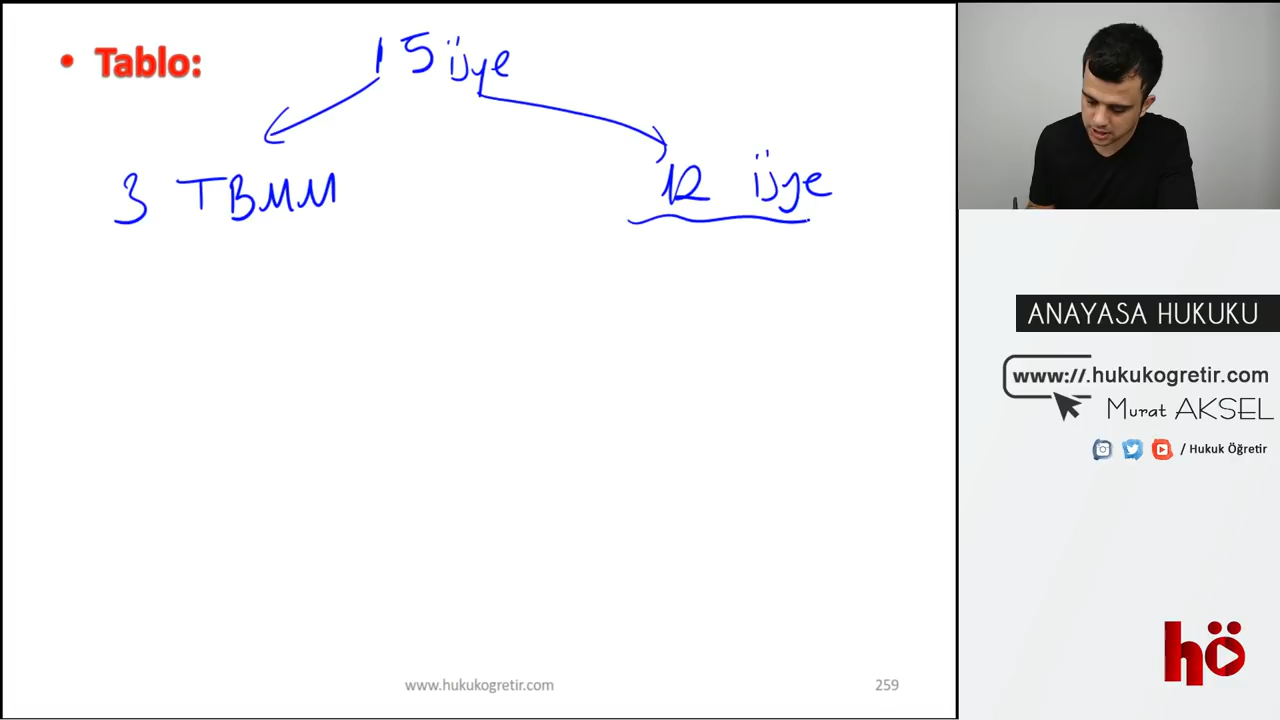 • Tablo:
15 üye
3 TBMM
12 üye
www.hukukogretir.com
259
ANAYASA HUKUKU
www://.hukukogretir.com
Murat AKSEL
/ Hukuk Öğretir
hö